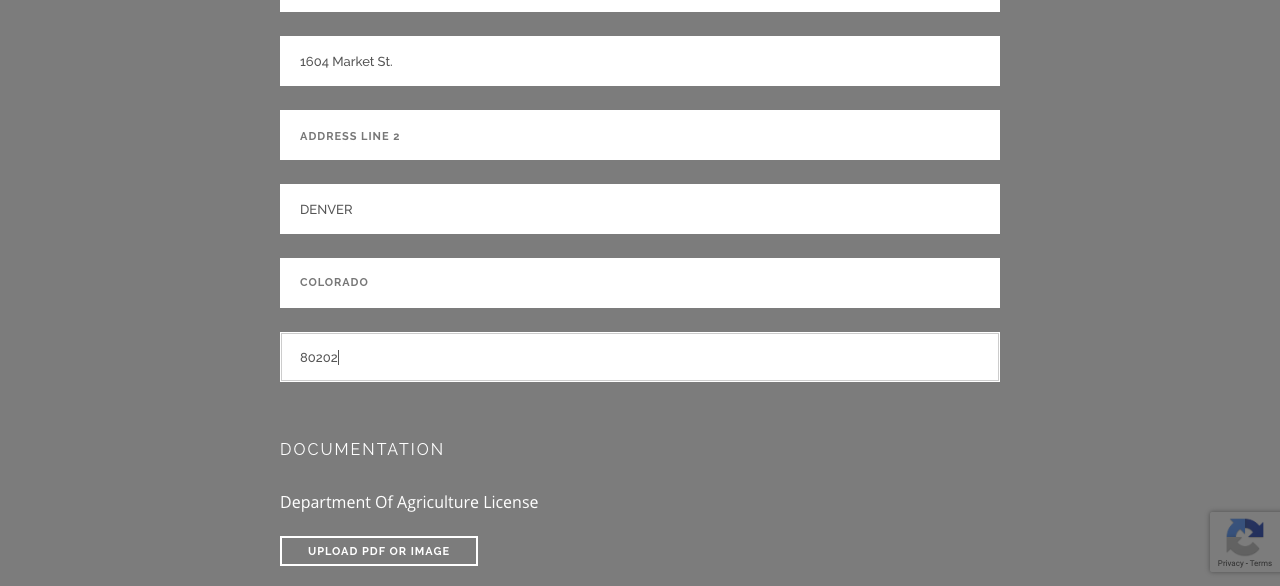 1604 Market St.
ADDRESS LINE 2
DENVER
COLORADO
80202
DOCUMENTATION
Department Of Agriculture License
UPLOAD PDF OR IMAGE
Privacy - Terms